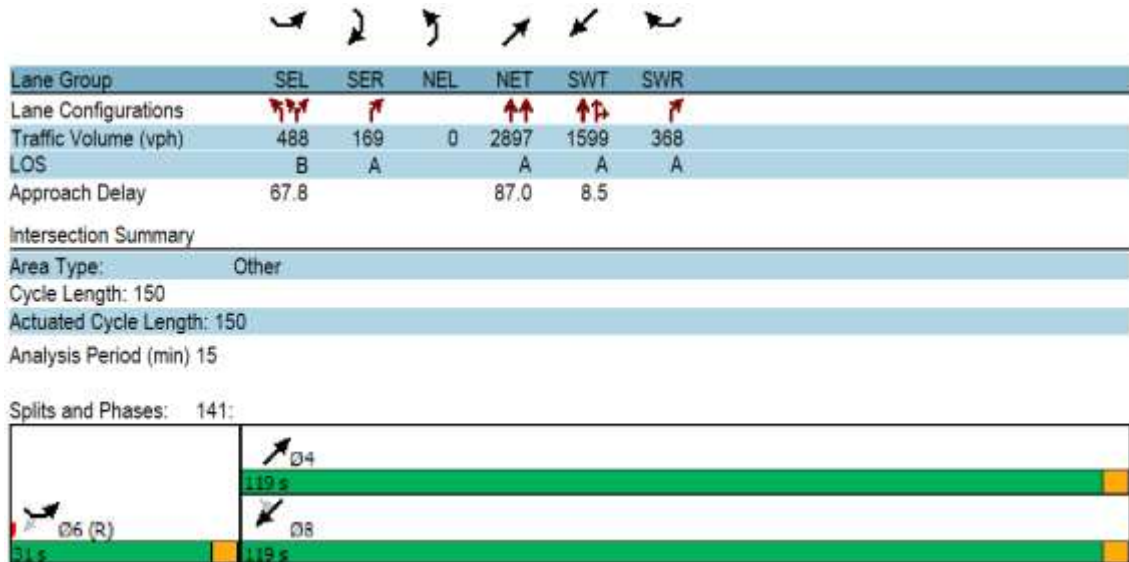 Lane Group SEL SER NEL NET SWT SWR
Lane Configurations
Traffic Volume (vph) 488 169 0 2897 1599 368
LOS B A A A A
Approach Delay 67.8 87.0 8.5
Intersection Summary
Area Type: Other
Cycle Length: 150
Actuated Cycle Length: 150
Analysis Period (min) 15
Splits and Phases: 141:
Ø4
119 s
Ø6 (R) Ø8
31 s 119 s